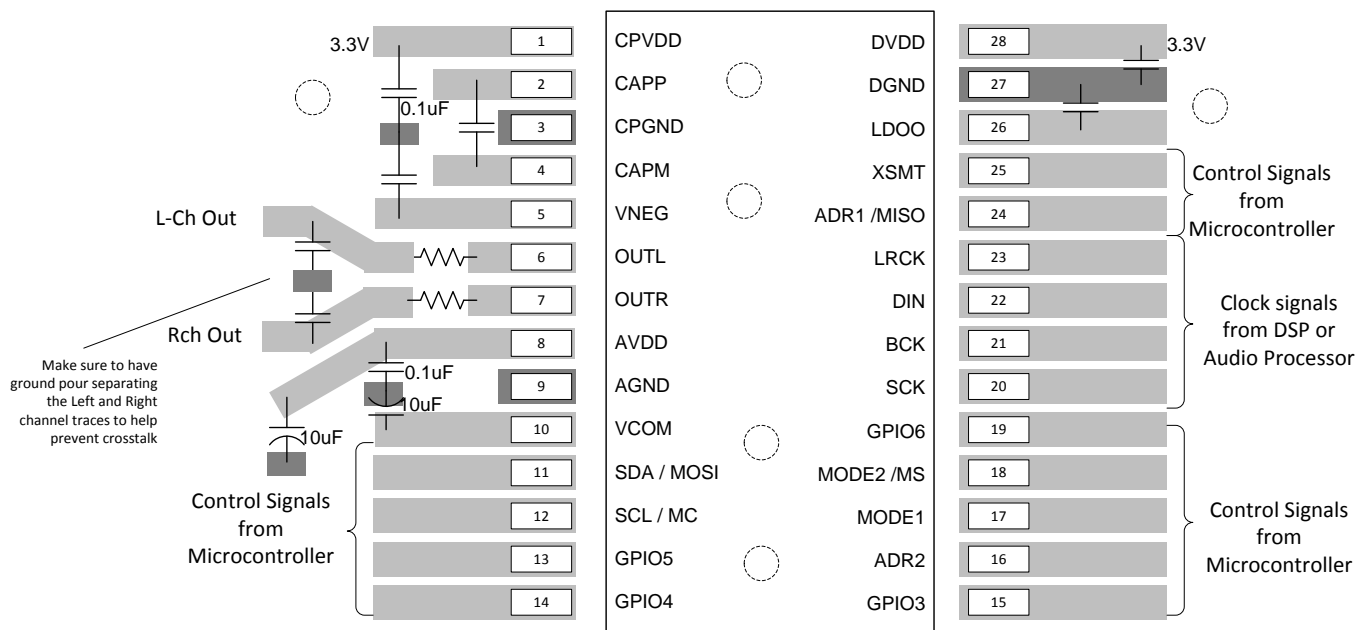 3.3V
1
CPVDD
DVDD
28
3.3V
2
CAPP
DGND
27
0.1uF
3
CPGND
LDOO
26
4
CAPM
XSMT
25
Control Signals
from
Microcontroller
L-Ch Out
5
VNEG
ADR1 /MISO
24
6
OUTL
LRCK
23
7
OUTR
DIN
22
Clock signals
from DSP or
Audio Processor
Rch Out
8
AVDD
BCK
21
Make sure to have
ground pour separating
the Left and Right
channel traces to help
prevent crosstalk
0.1uF
9
AGND
SCK
20
10uF
10uF
10
VCOM
GPIO6
19
11
SDA / MOSI
MODE2 /MS
18
Control Signals
from
Microcontroller
12
SCL / MC
MODE1
17
Control Signals
from
Microcontroller
13
GPIO5
ADR2
16
14
GPIO4
GPIO3
15